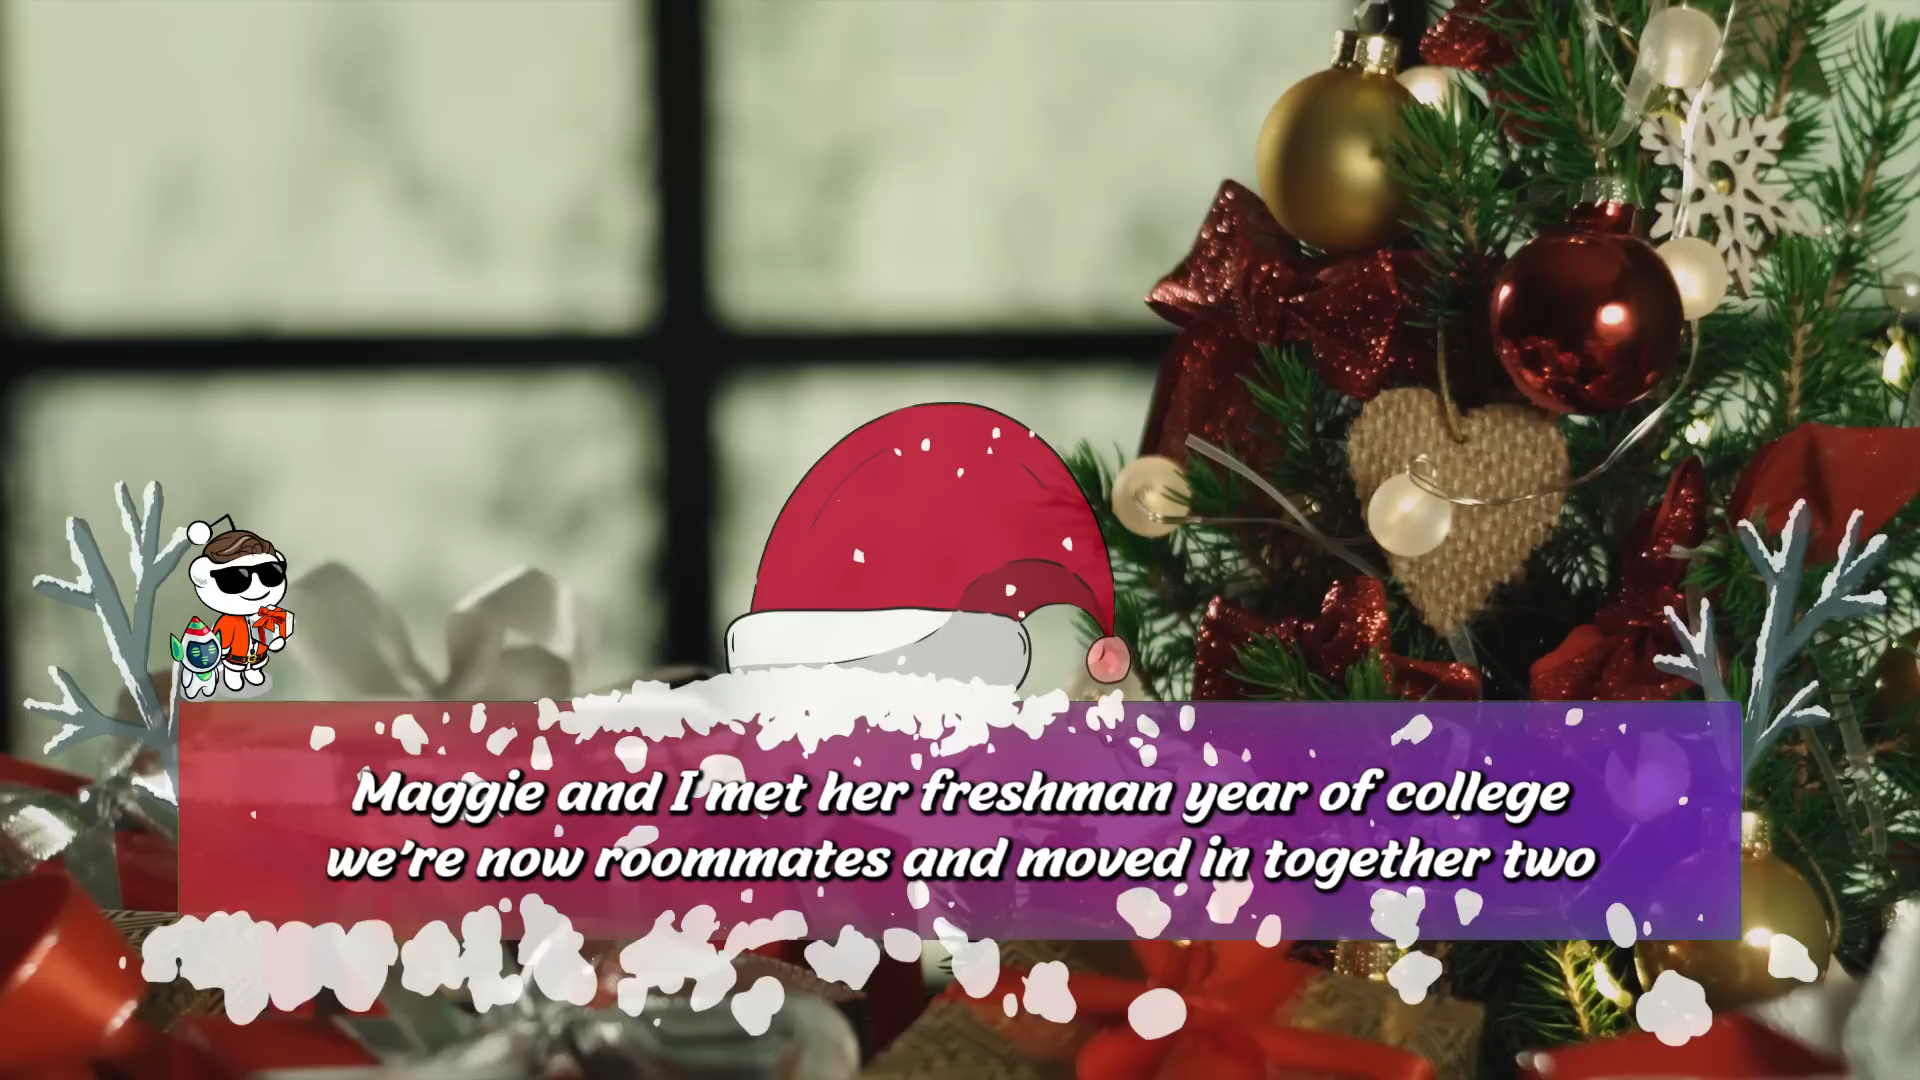 Maggie and I met her freshman year of college
we're now roommates and moved in together two